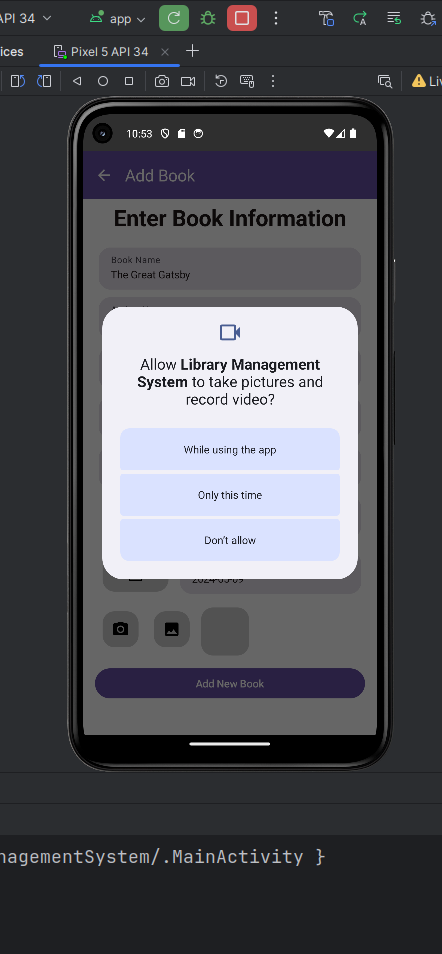 API 34
app
ices
Pixel 5 API 34
Liv
10:53
Add Book
Enter Book Information
Book Name
The Great Gatsby
Allow Library Management
System to take pictures and
record video?
While using the app
Only this time
Don't allow
2024-05-09
Add New Book
nagementSystem/.MainActivity }